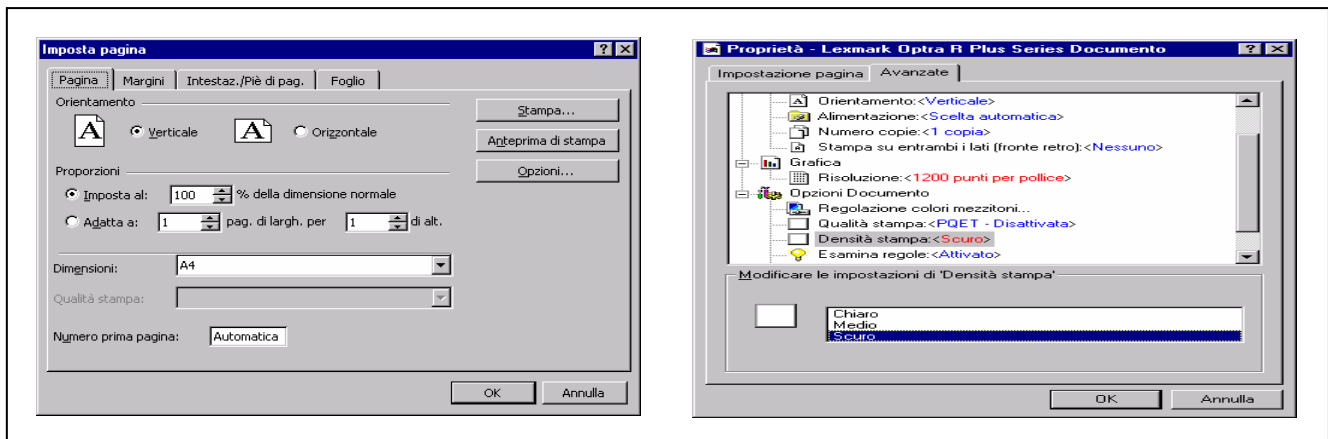 Imposta pagina
Pagina Margini Intestaz./Piè di pag. Foglio
Orientamento
A Verticale A Orizzontale
Proporzioni
Imposta al: 100 % della dimensione normale
Adatta a: 1 pag. di largh. per 1 di alt.
Dimensioni: A4
Qualità stampa:
Numero prima pagina: Automatica
Stampa...
Anteprima di stampa
Opzioni...
OK Annulla
Proprietà - Lexmark Optra R Plus Series Documento
Impostazione pagina Avanzate
Orientamento:<Verticale>
Alimentazione:<Scelta automatica>
Numero copie:<1 copia>
Stampa su entrambi i lati (fronte retro):<Nessuno>
Grafica
Risoluzione:<1200 punti per pollice>
Opzioni Documento
Regolazione colori mezzitoni...
Qualità stampa:<PQET - Disattivata>
Densità stampa:<Scuro>
Esamina regole:<Attivato>
Modificare le impostazioni di 'Densità stampa'
Chiaro
Medio
Scuro
OK Annulla